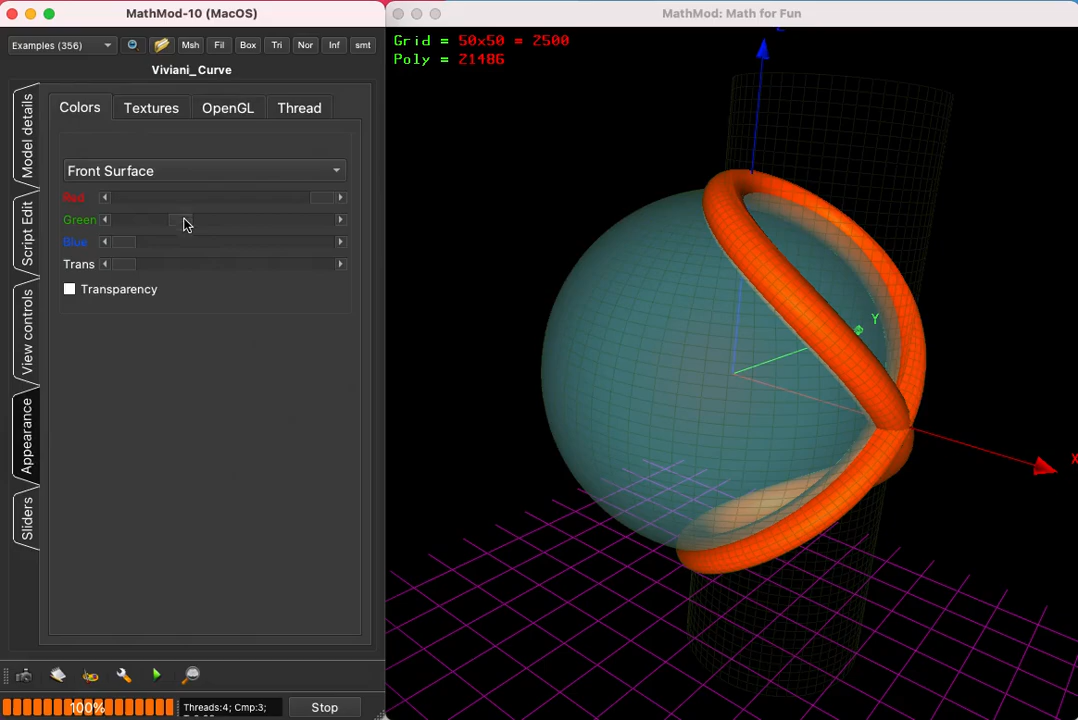 MathMod-10 (MacOS)
MathMod: Math for Fun
Examples (356)
Msh
Fil
Box
Tri
Nor
Inf
smt
Viviani_Curve
Model details
Script Edit
View controls
Appearance
Sliders
Colors
Textures
OpenGL
Thread
Front Surface
Red
Green
Blue
Trans
Transparency
100%
Threads:4; Cmp:3;
Stop
Grid = 50x50 = 2500
Poly = 21486
Y
X